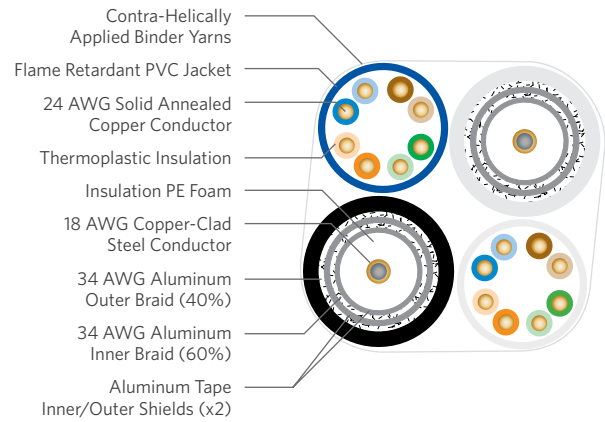 Contra-Helically
Applied Binder Yarns
Flame Retardant PVC Jacket
24 AWG Solid Annealed
Copper Conductor
Thermoplastic Insulation
Insulation PE Foam
18 AWG Copper-Clad
Steel Conductor
34 AWG Aluminum
Outer Braid (40%)
34 AWG Aluminum
Inner Braid (60%)
Aluminum Tape
Inner/Outer Shields (x2)